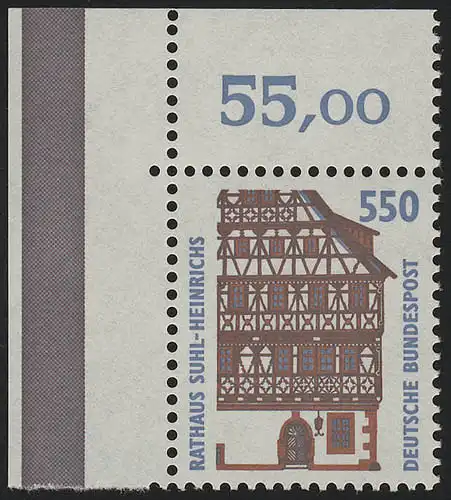 55,00
550
RATHAUS SUHL-HEINRICHS
DEUTSCHE BUNDESPOST